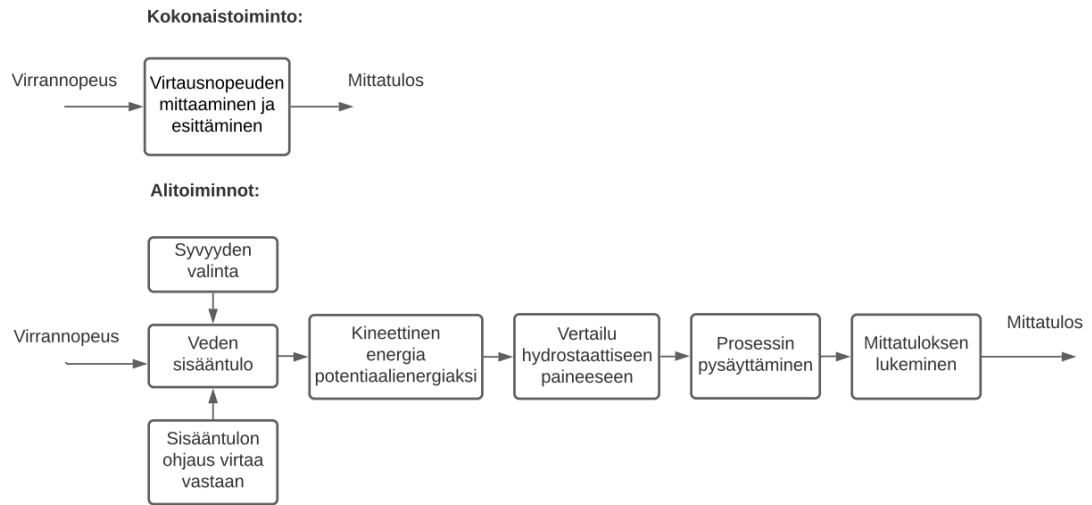 Kokonaistoiminto:
Virrannopeus
Virtausnopeuden
mittaaminen ja
esittäminen
Mittatulos
Alitoiminnot:
Syvyyden
valinta
Virrannopeus
Veden
sisääntulo
Kineettinen
energia
potentiaalienergiaksi
Vertailu
hydrostaattiseen
paineeseen
Prosessin
pysäyttäminen
Mittatuloksen
lukeminen
Mittatulos
Sisääntulon
ohjaus virtaa
vastaan